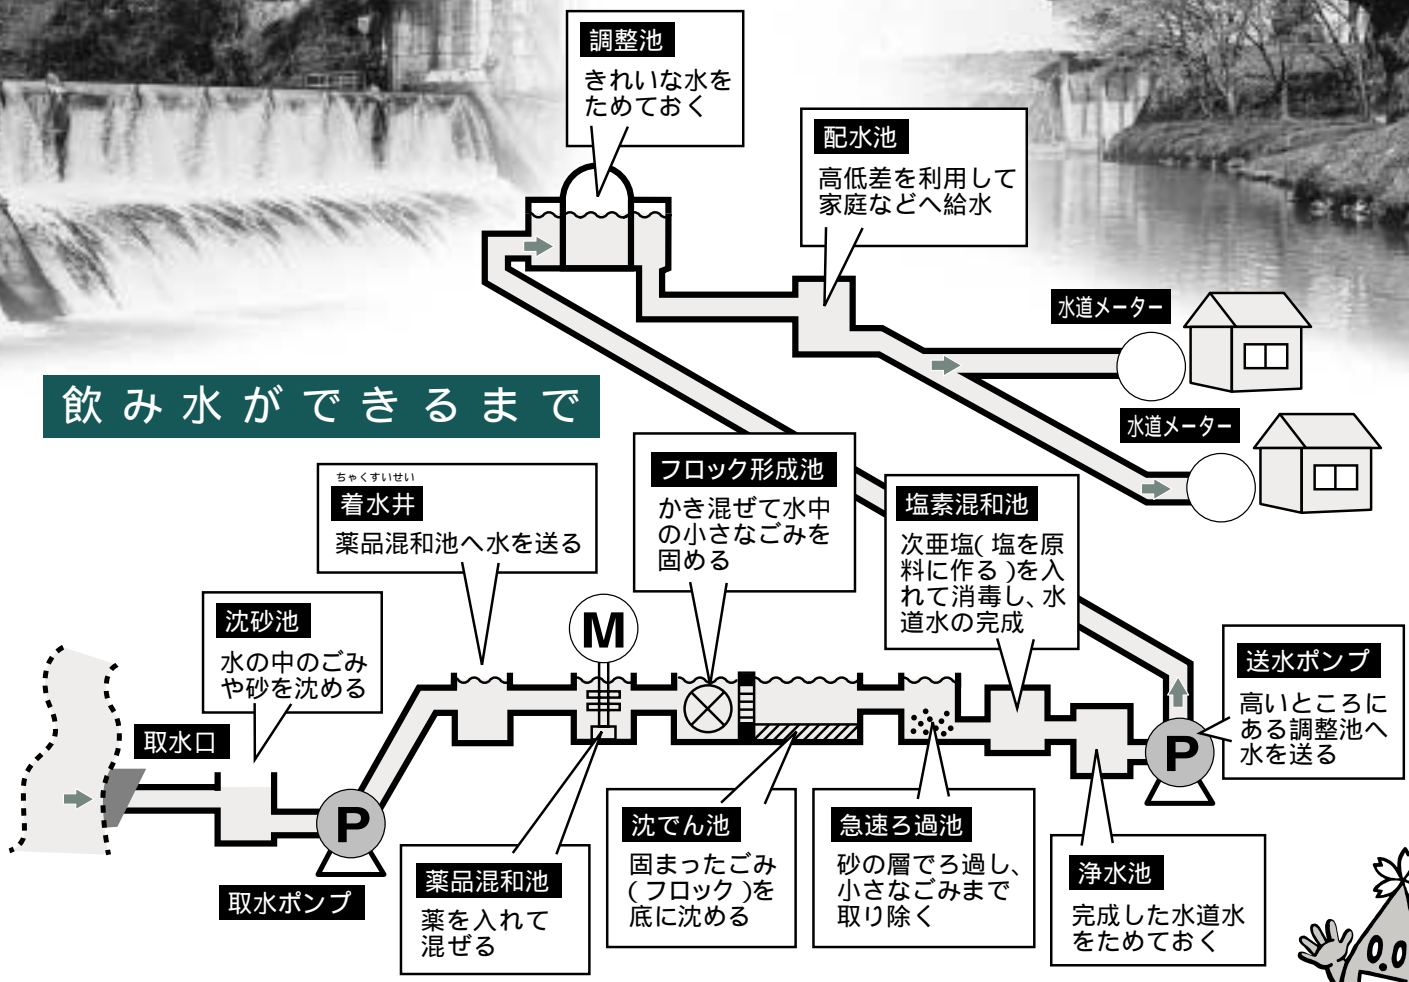 調整池
きれいな水を
ためておく
配水池
高低差を利用して
家庭などへ給水
水道メーター
水道メーター
飲み水ができるまで
ちゃくすいせい
着水井
薬品混和池へ水を送る
フロック形成池
かき混ぜて水中
の小さなごみを
固める
塩素混和池
次亜塩(塩を原
料に作る)を入
れて消毒し、水
道水の完成
沈砂池
水の中のごみ
や砂を沈める
M
送水ポンプ
高いところに
ある調整池へ
水を送る
取水口
P
P
取水ポンプ
薬品混和池
薬を入れて
混ぜる
沈でん池
固まったごみ
(フロック)を
底に沈める
急速ろ過池
砂の層でろ過し、
小さなごみまで
取り除く
浄水池
完成した水道水
をためておく